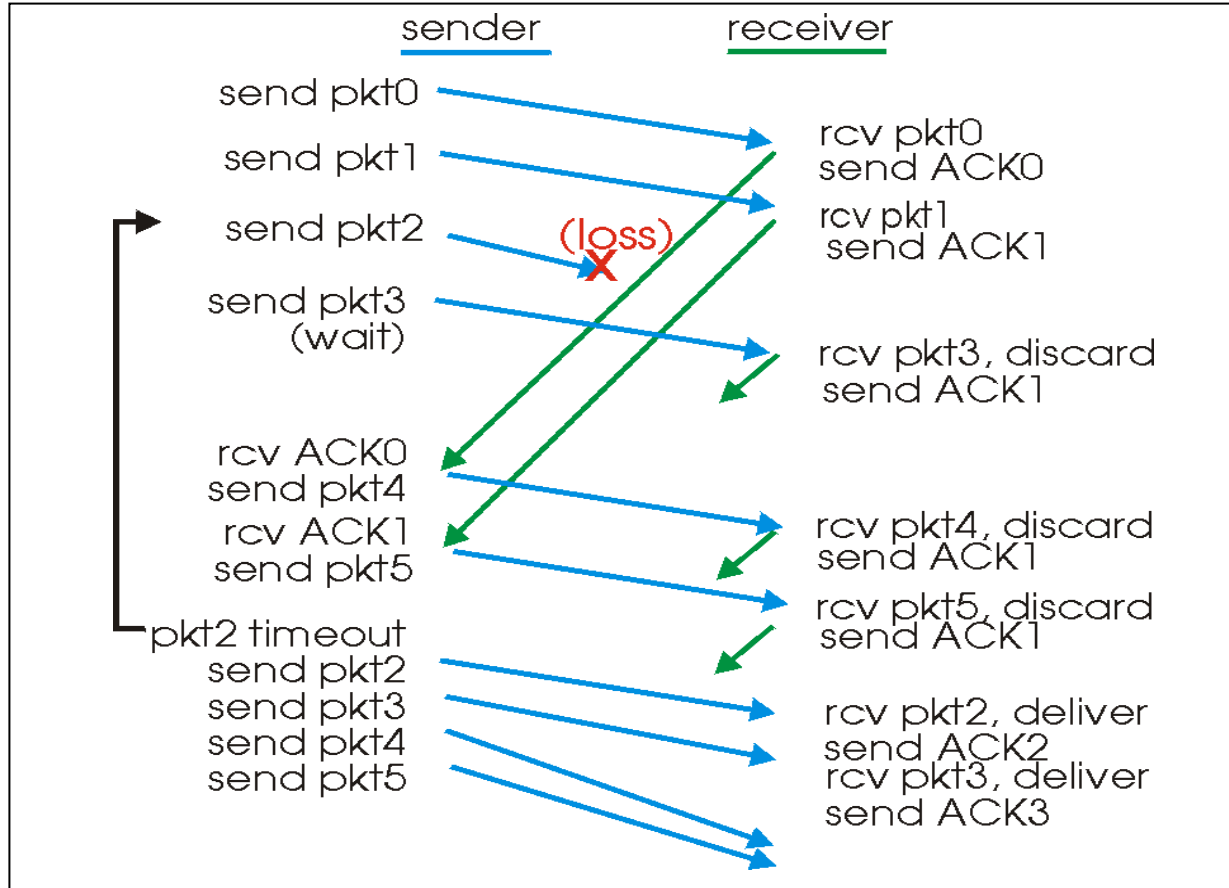 sender
receiver
send pkt0
send pkt1
send pkt2
send pkt3
(wait)
(loss)
X
rcv ACK0
send pkt4
rcv ACK1
send pkt5
pkt2 timeout
send pkt2
send pkt3
send pkt4
send pkt5
rcv pkt0
send ACK0
rcv pkt1
send ACK1
rcv pkt3, discard
send ACK1
rcv pkt4, discard
send ACK1
rcv pkt5, discard
send ACK1
rcv pkt2, deliver
send ACK2
rcv pkt3, deliver
send ACK3